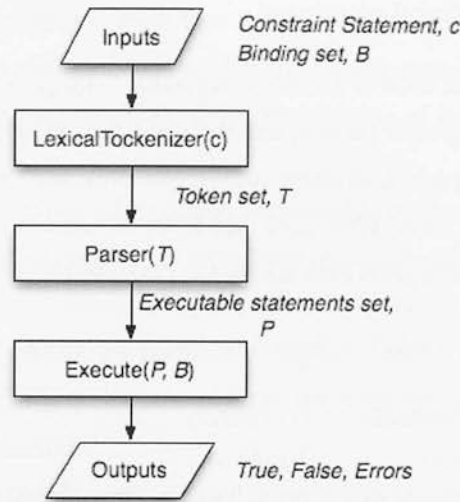 Inputs
Constraint Statement, c
Binding set, B
LexicalTockenizer(c)
Token set, T
Parser(T)
Executable statements set,
P
Execute(P, B)
Outputs
True, False, Errors